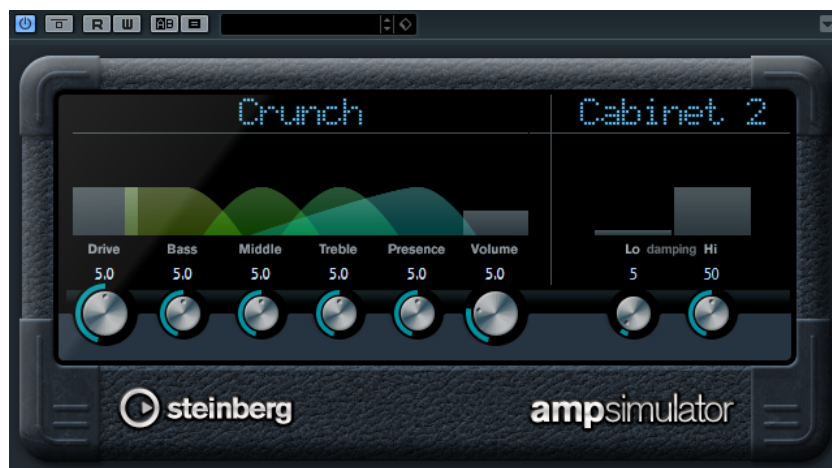 R W AB
Crunch Cabinet 2
Drive Bass Middle Treble Presence Volume Lo damping Hi
5.0 5.0 5.0 5.0 5.0 5.0 5 50
steinberg ampsimulator